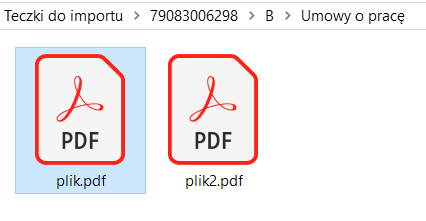 Teczki do importu > 79083006298 > B > Umowy o pracę
PDF PDF
plik.pdf plik2.pdf